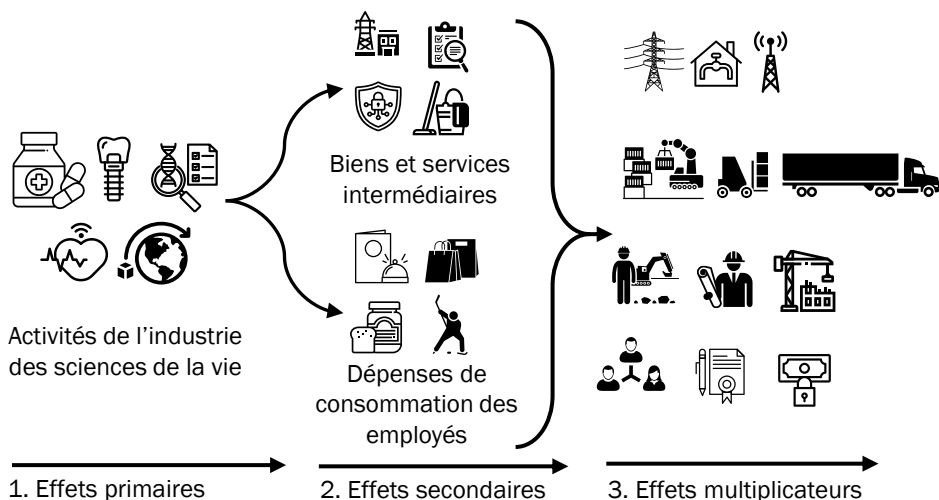 Biens et services
intermédiaires
Activités de l’industrie
des sciences de la vie
Dépenses de
consommation des
employés
1. Effets primaires
2. Effets secondaires
3. Effets multiplicateurs